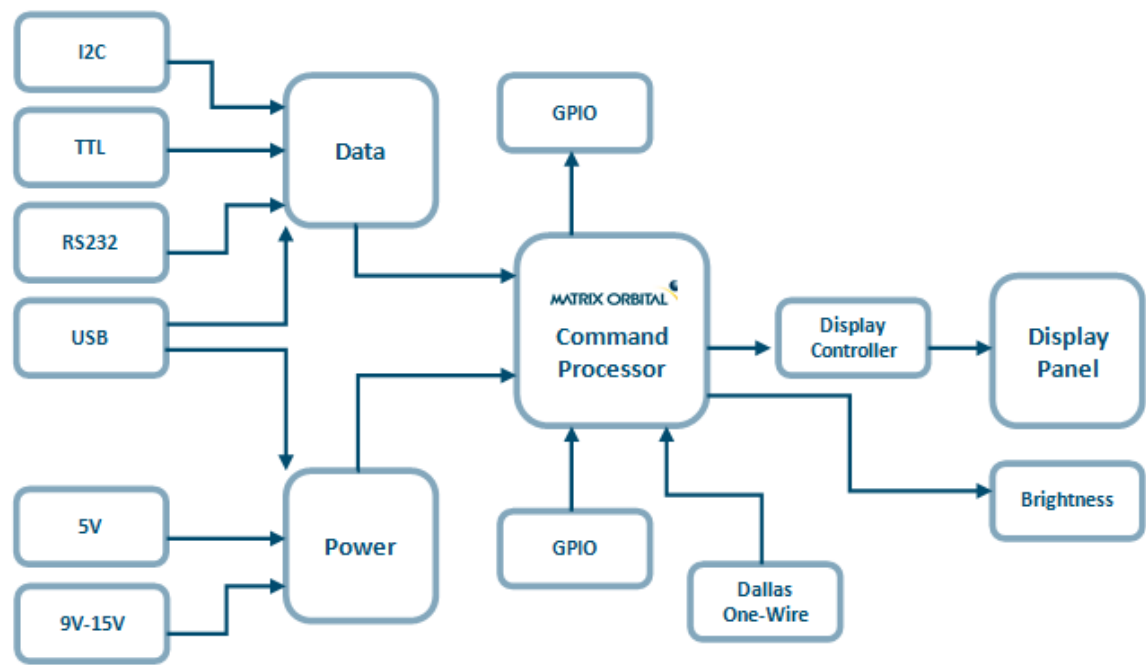 I2C
TTL
RS232
USB
5V
9V-15V
Data
Power
GPIO
MATRIX ORBITAL
Command
Processor
GPIO
Dallas
One-Wire
Display
Controller
Display
Panel
Brightness